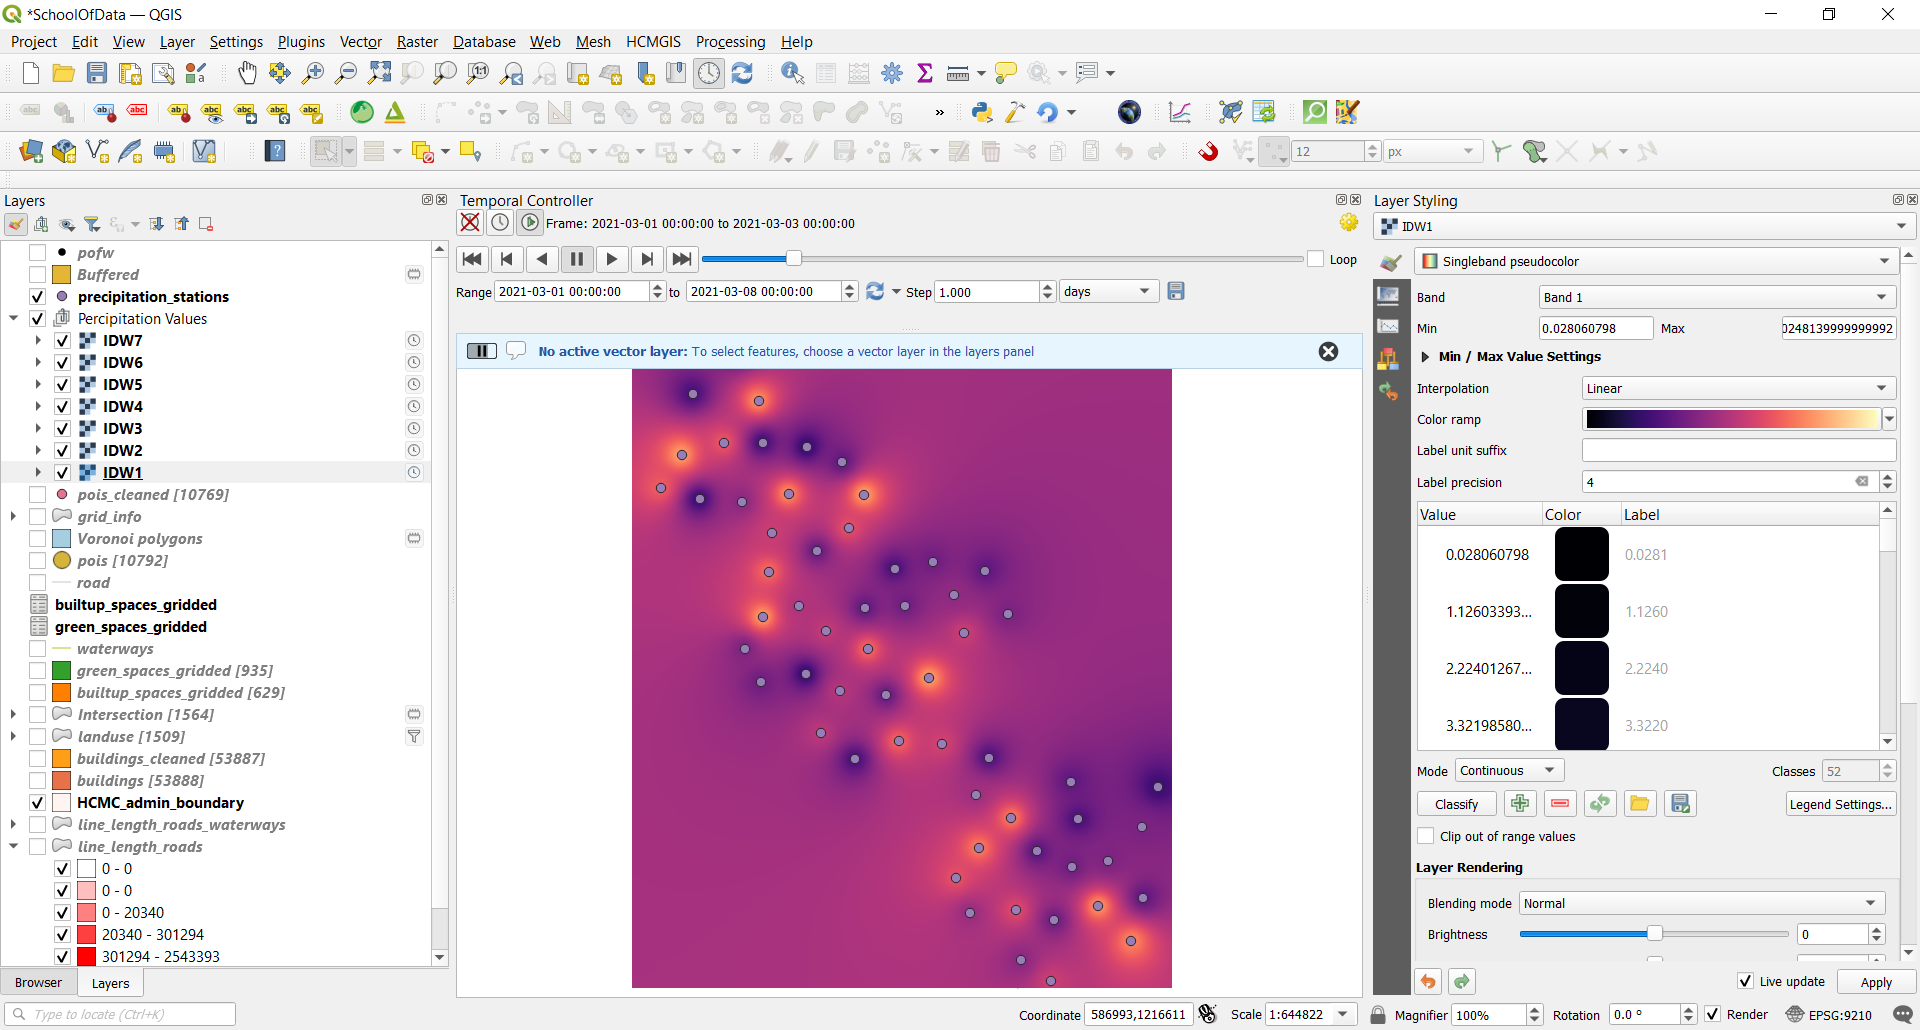 *SchoolOfData — QGIS
Project Edit View Layer Settings Plugins Vector Raster Database Web Mesh HCMGIS Processing Help
12 px
Layers
pofw
Buffered
precipitation_stations
Percipitation Values
IDW7
IDW6
IDW5
IDW4
IDW3
IDW2
IDW1
pois_cleaned [10769]
grid_info
Voronoi polygons
pois [10792]
road
builtup_spaces_gridded
green_spaces_gridded
waterways
green_spaces_gridded [935]
builtup_spaces_gridded [629]
Intersection [1564]
landuse [1509]
buildings_cleaned [53887]
buildings [53888]
HCMC_admin_boundary
line_length_roads_waterways
line_length_roads
0 - 0
0 - 0
0 - 20340
20340 - 301294
301294 - 2543393
Browser Layers
Temporal Controller
Frame: 2021-03-01 00:00:00 to 2021-03-03 00:00:00
Loop
Range 2021-03-01 00:00:00 to 2021-03-08 00:00:00 Step 1.000 days
No active vector layer: To select features, choose a vector layer in the layers panel
Layer Styling
IDW1
Singleband pseudocolor
Band Band 1
Min 0.028060798 Max 0248139999999992
Min / Max Value Settings
Interpolation Linear
Color ramp
Label unit suffix
Label precision 4
Value Color Label
0.028060798 0.0281
1.12603393... 1.1260
2.22401267... 2.2240
3.32198580... 3.3220
Mode Continuous Classes 52
Classify Legend Settings...
Clip out of range values
Layer Rendering
Blending mode Normal
Brightness 0
Live update Apply
Type to locate (Ctrl+K) Coordinate 586993,1216611 Scale 1:644822 Magnifier 100% Rotation 0.0 ° Render EPSG:9210